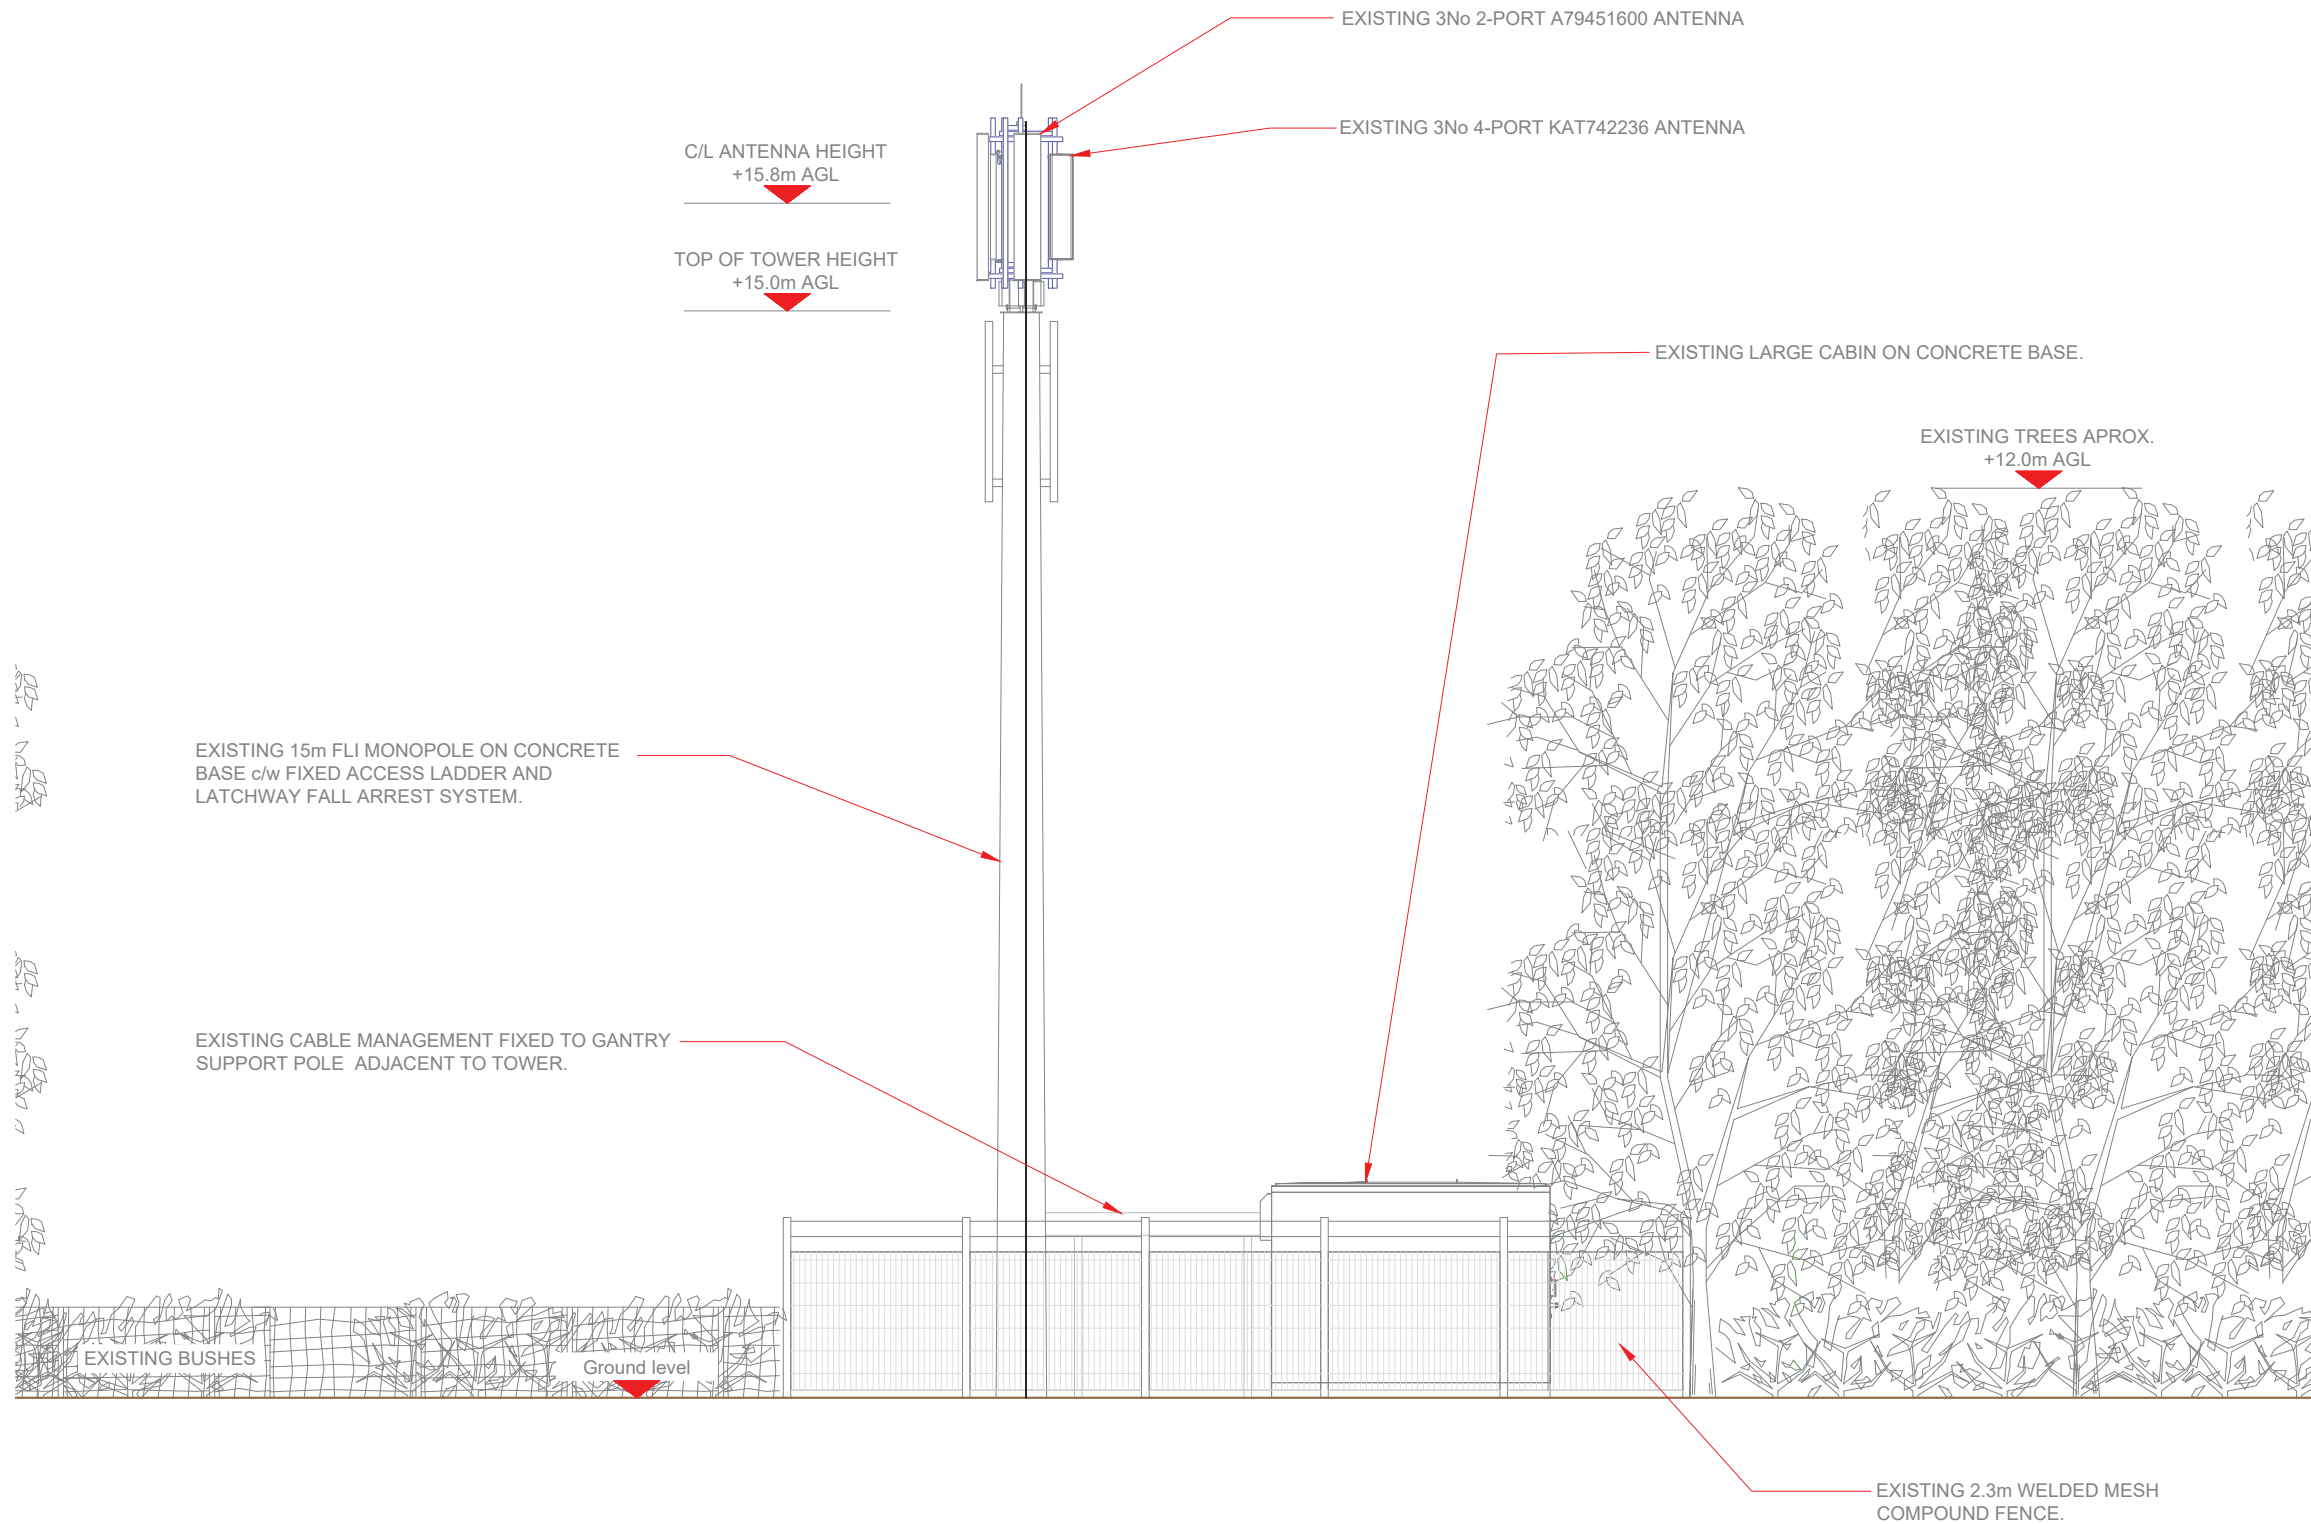 EXISTING 3No 2-PORT A79451600 ANTENNA
EXISTING 3No 4-PORT KAT742236 ANTENNA
C/L ANTENNA HEIGHT
+15.8m AGL
TOP OF TOWER HEIGHT
+15.0m AGL
EXISTING LARGE CABIN ON CONCRETE BASE.
EXISTING TREES APROX.
+12.0m AGL
EXISTING 15m FLI MONOPOLE ON CONCRETE
BASE c/w FIXED ACCESS LADDER AND
LATCHWAY FALL ARREST SYSTEM.
EXISTING CABLE MANAGEMENT FIXED TO GANTRY
SUPPORT POLE  ADJACENT TO TOWER.
EXISTING BUSHES
Ground level
EXISTING 2.3m WELDED MESH
COMPOUND FENCE.